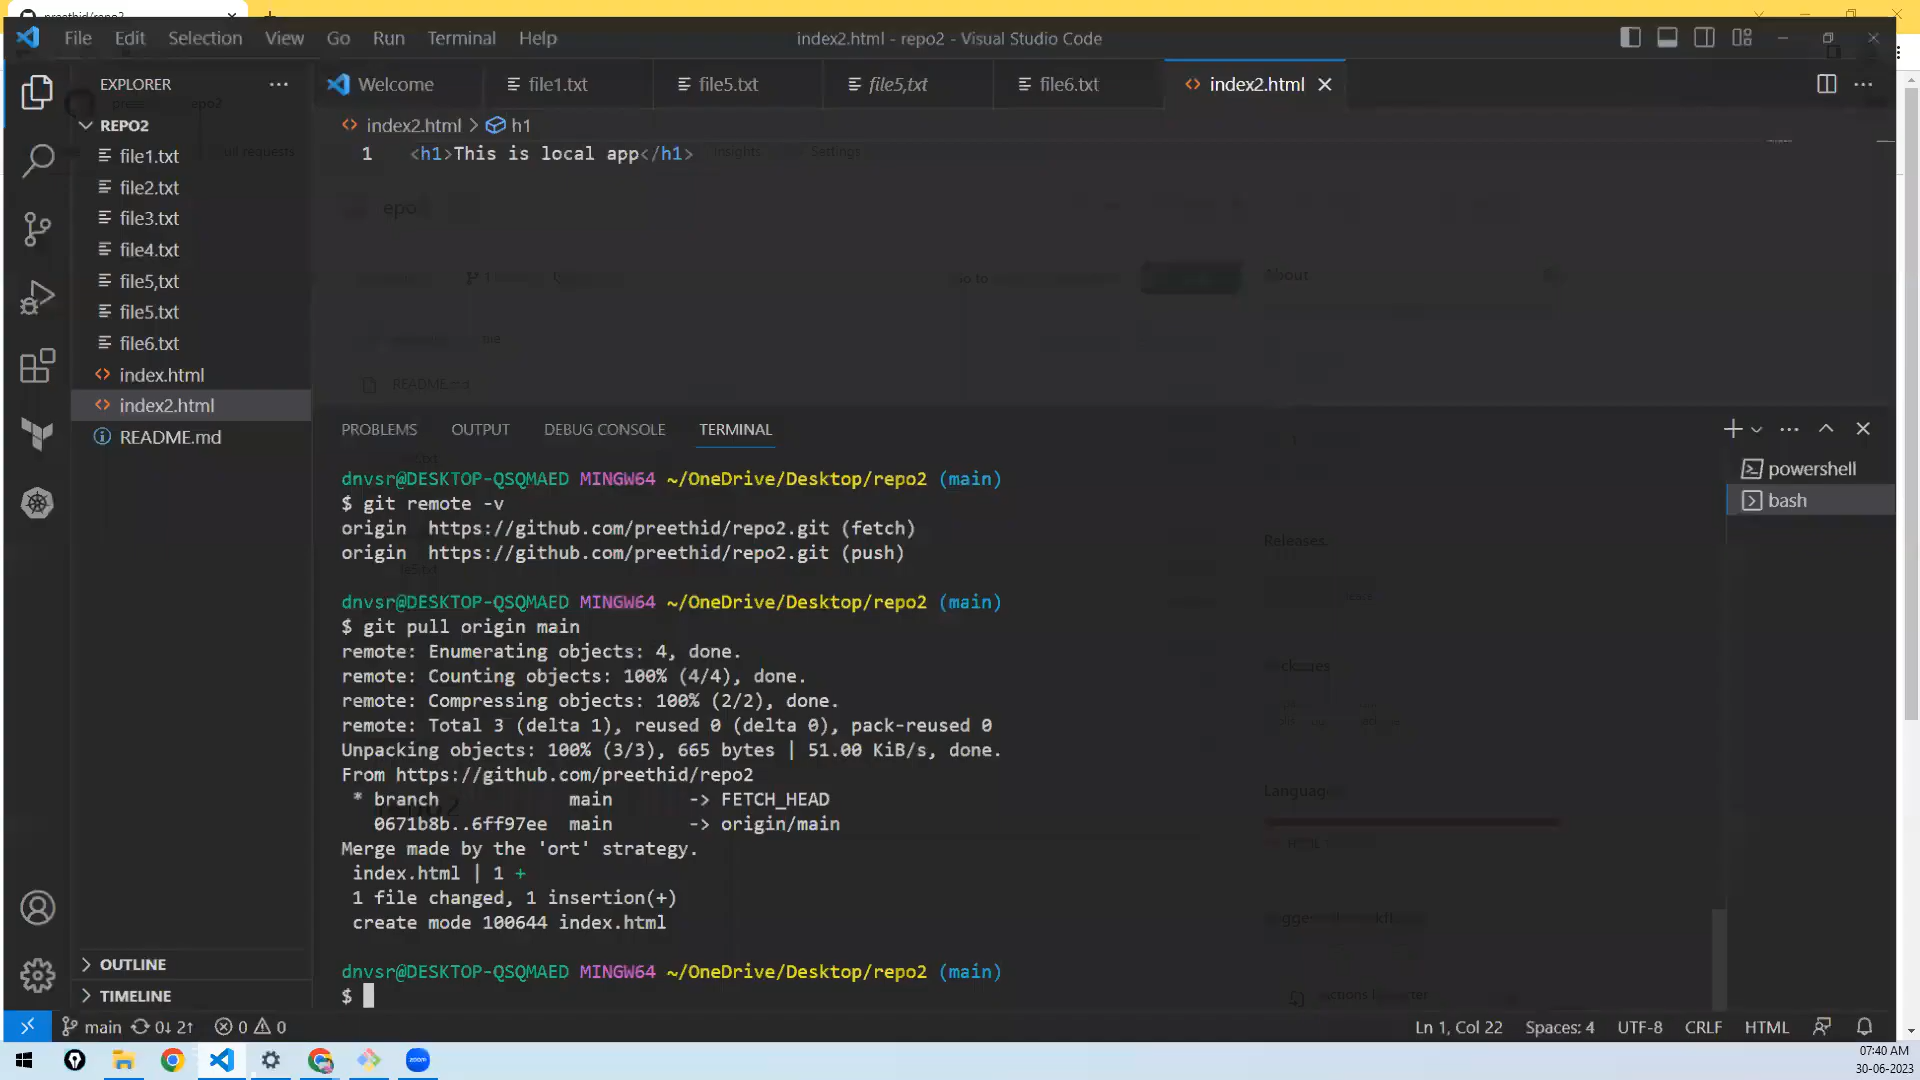 preethid/repo2
File Edit Selection View Go Run Terminal Help
index2.html - repo2 - Visual Studio Code
EXPLORER
Welcome
file1.txt
file5.txt
file5,txt
file6.txt
index2.html
REPO2
file1.txt
file2.txt
file3.txt
file4.txt
file5,txt
file5.txt
file6.txt
index.html
index2.html
README.md
index2.html > h1
1 <h1>This is local app</h1>
Insights Settings
About
README.md
PROBLEMS OUTPUT DEBUG CONSOLE TERMINAL
powershell
bash
dnvsr@DESKTOP-QSQMAED MINGW64 ~/OneDrive/Desktop/repo2 (main)
$ git remote -v
origin https://github.com/preethid/repo2.git (fetch)
origin https://github.com/preethid/repo2.git (push)
dnvsr@DESKTOP-QSQMAED MINGW64 ~/OneDrive/Desktop/repo2 (main)
$ git pull origin main
remote: Enumerating objects: 4, done.
remote: Counting objects: 100% (4/4), done.
remote: Compressing objects: 100% (2/2), done.
remote: Total 3 (delta 1), reused 0 (delta 0), pack-reused 0
Unpacking objects: 100% (3/3), 665 bytes | 51.00 KiB/s, done.
From https://github.com/preethid/repo2
* branch main -> FETCH_HEAD
0671b8b..6ff97ee main -> origin/main
Merge made by the 'ort' strategy.
index.html | 1 +
1 file changed, 1 insertion(+)
create mode 100644 index.html
dnvsr@DESKTOP-QSQMAED MINGW64 ~/OneDrive/Desktop/repo2 (main)
$
Releases
OUTLINE
TIMELINE
main 0↓ 2↑ 0 0
Ln 1, Col 22 Spaces: 4 UTF-8 CRLF HTML
zoom
07:40 AM
30-06-2023